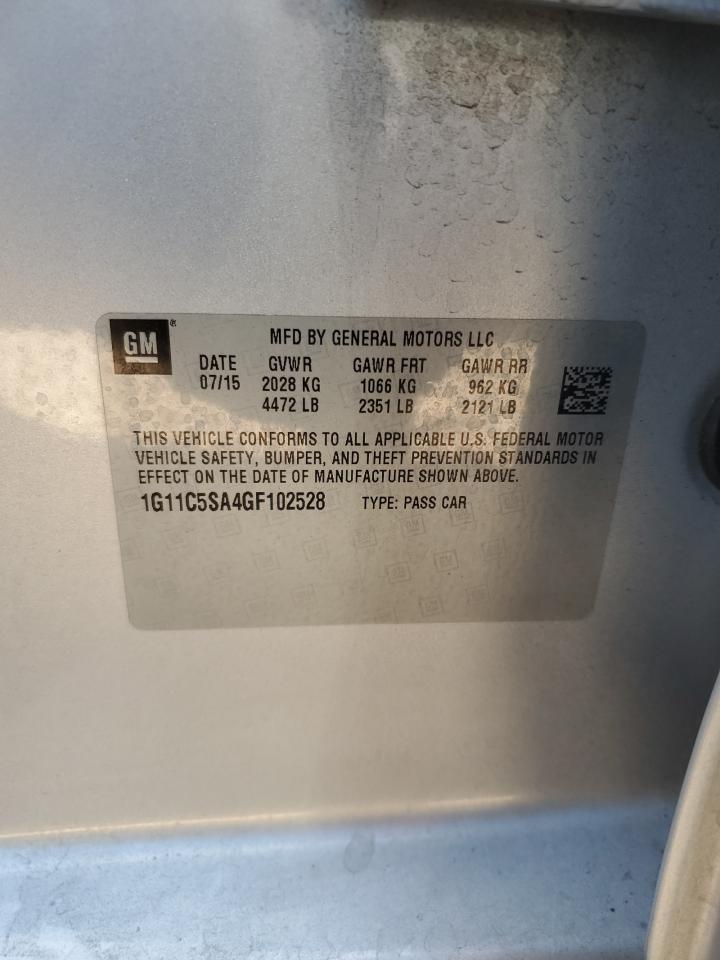 GM®
MFD BY GENERAL MOTORS LLC
DATE GVWR GAWR FRT GAWR RR
07/15 2028 KG 1066 KG 962 KG
4472 LB 2351 LB 2121 LB
THIS VEHICLE CONFORMS TO ALL APPLICABLE U.S. FEDERAL MOTOR
VEHICLE SAFETY, BUMPER, AND THEFT PREVENTION STANDARDS IN
EFFECT ON THE DATE OF MANUFACTURE SHOWN ABOVE.
1G11C5SA4GF102528 TYPE: PASS CAR